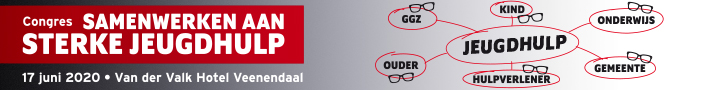 Congres SAMENWERKEN AAN
STERKE JEUGDHULP
17 juni 2020 • Van der Valk Hotel Veenendaal
GGZ
KIND
ONDERWIJS
JEUGDHULP
OUDER
HULPVERLENER
GEMEENTE